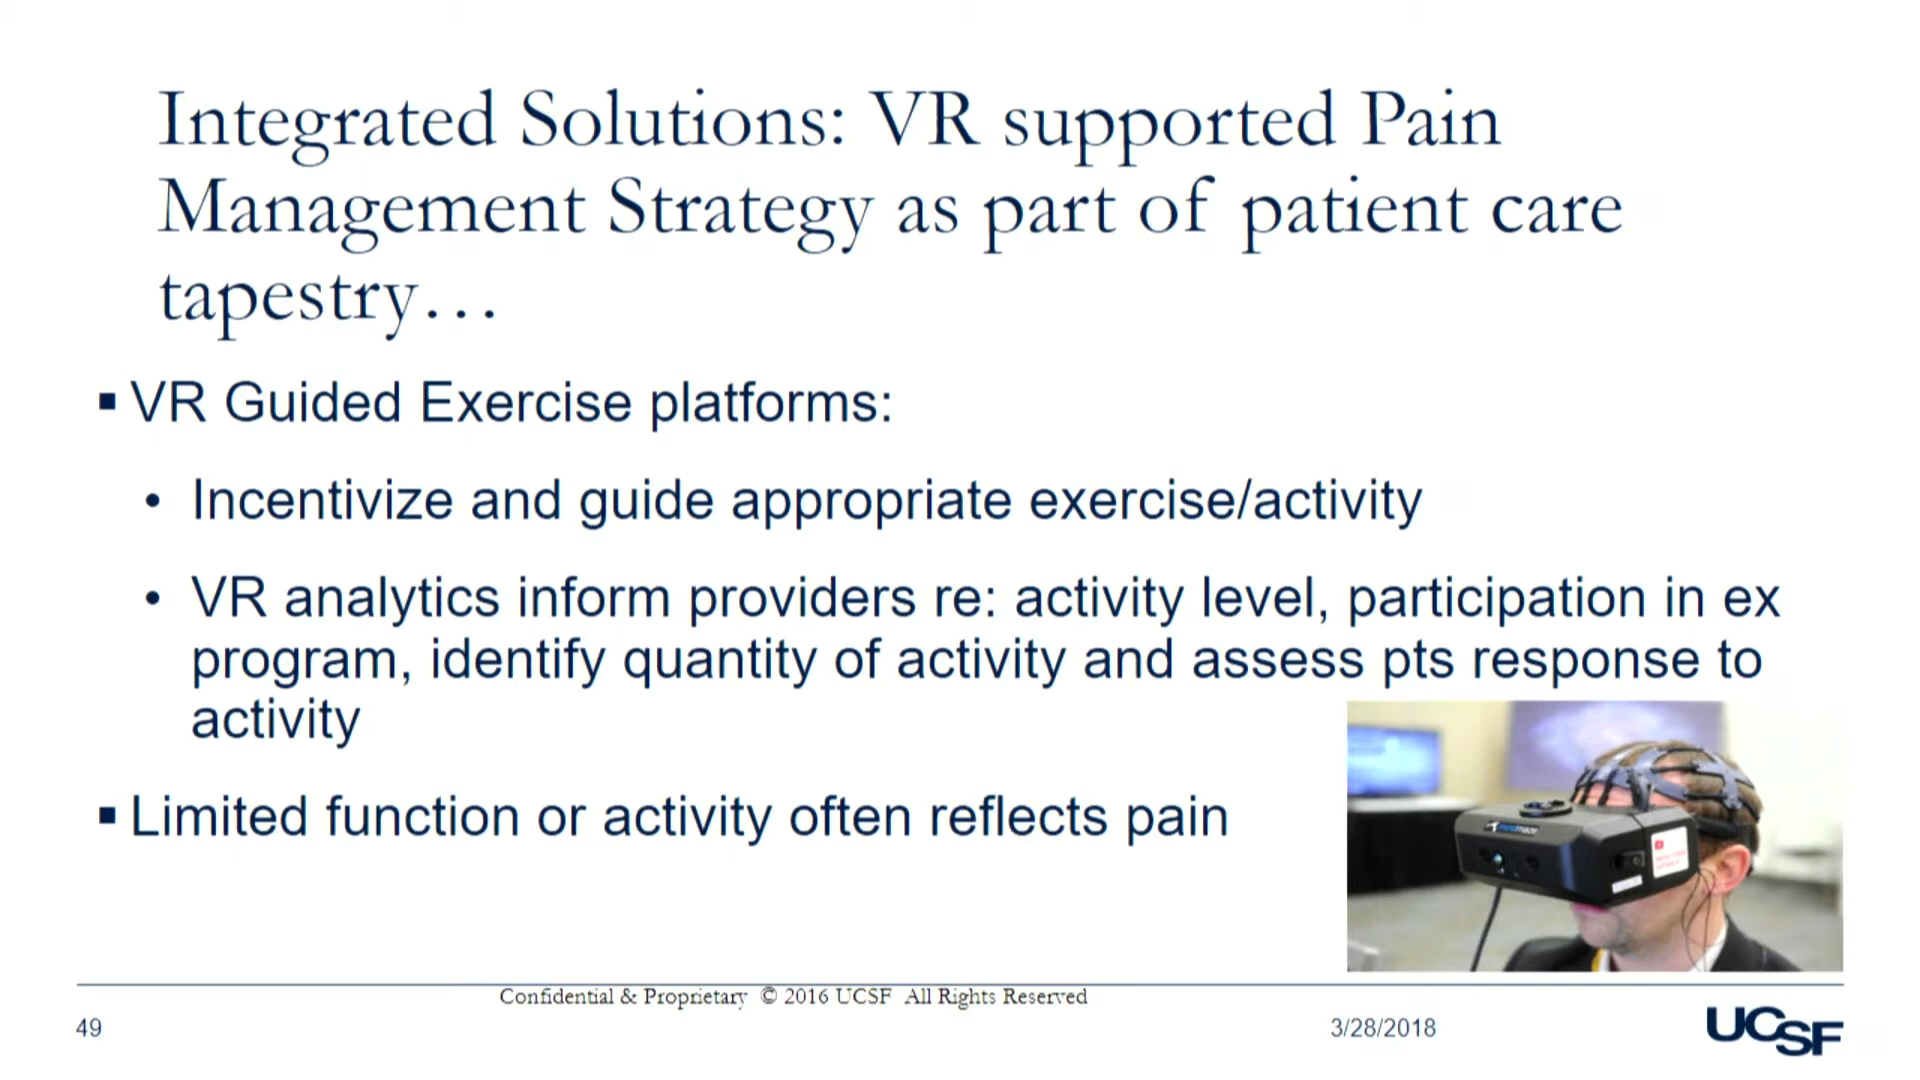 Integrated Solutions: VR supported Pain
Management Strategy as part of patient care
tapestry…
▪ VR Guided Exercise platforms:
• Incentivize and guide appropriate exercise/activity
• VR analytics inform providers re: activity level, participation in ex
program, identify quantity of activity and assess pts response to
activity
▪ Limited function or activity often reflects pain
Confidential & Proprietary © 2016 UCSF All Rights Reserved
49
3/28/2018
UCSF